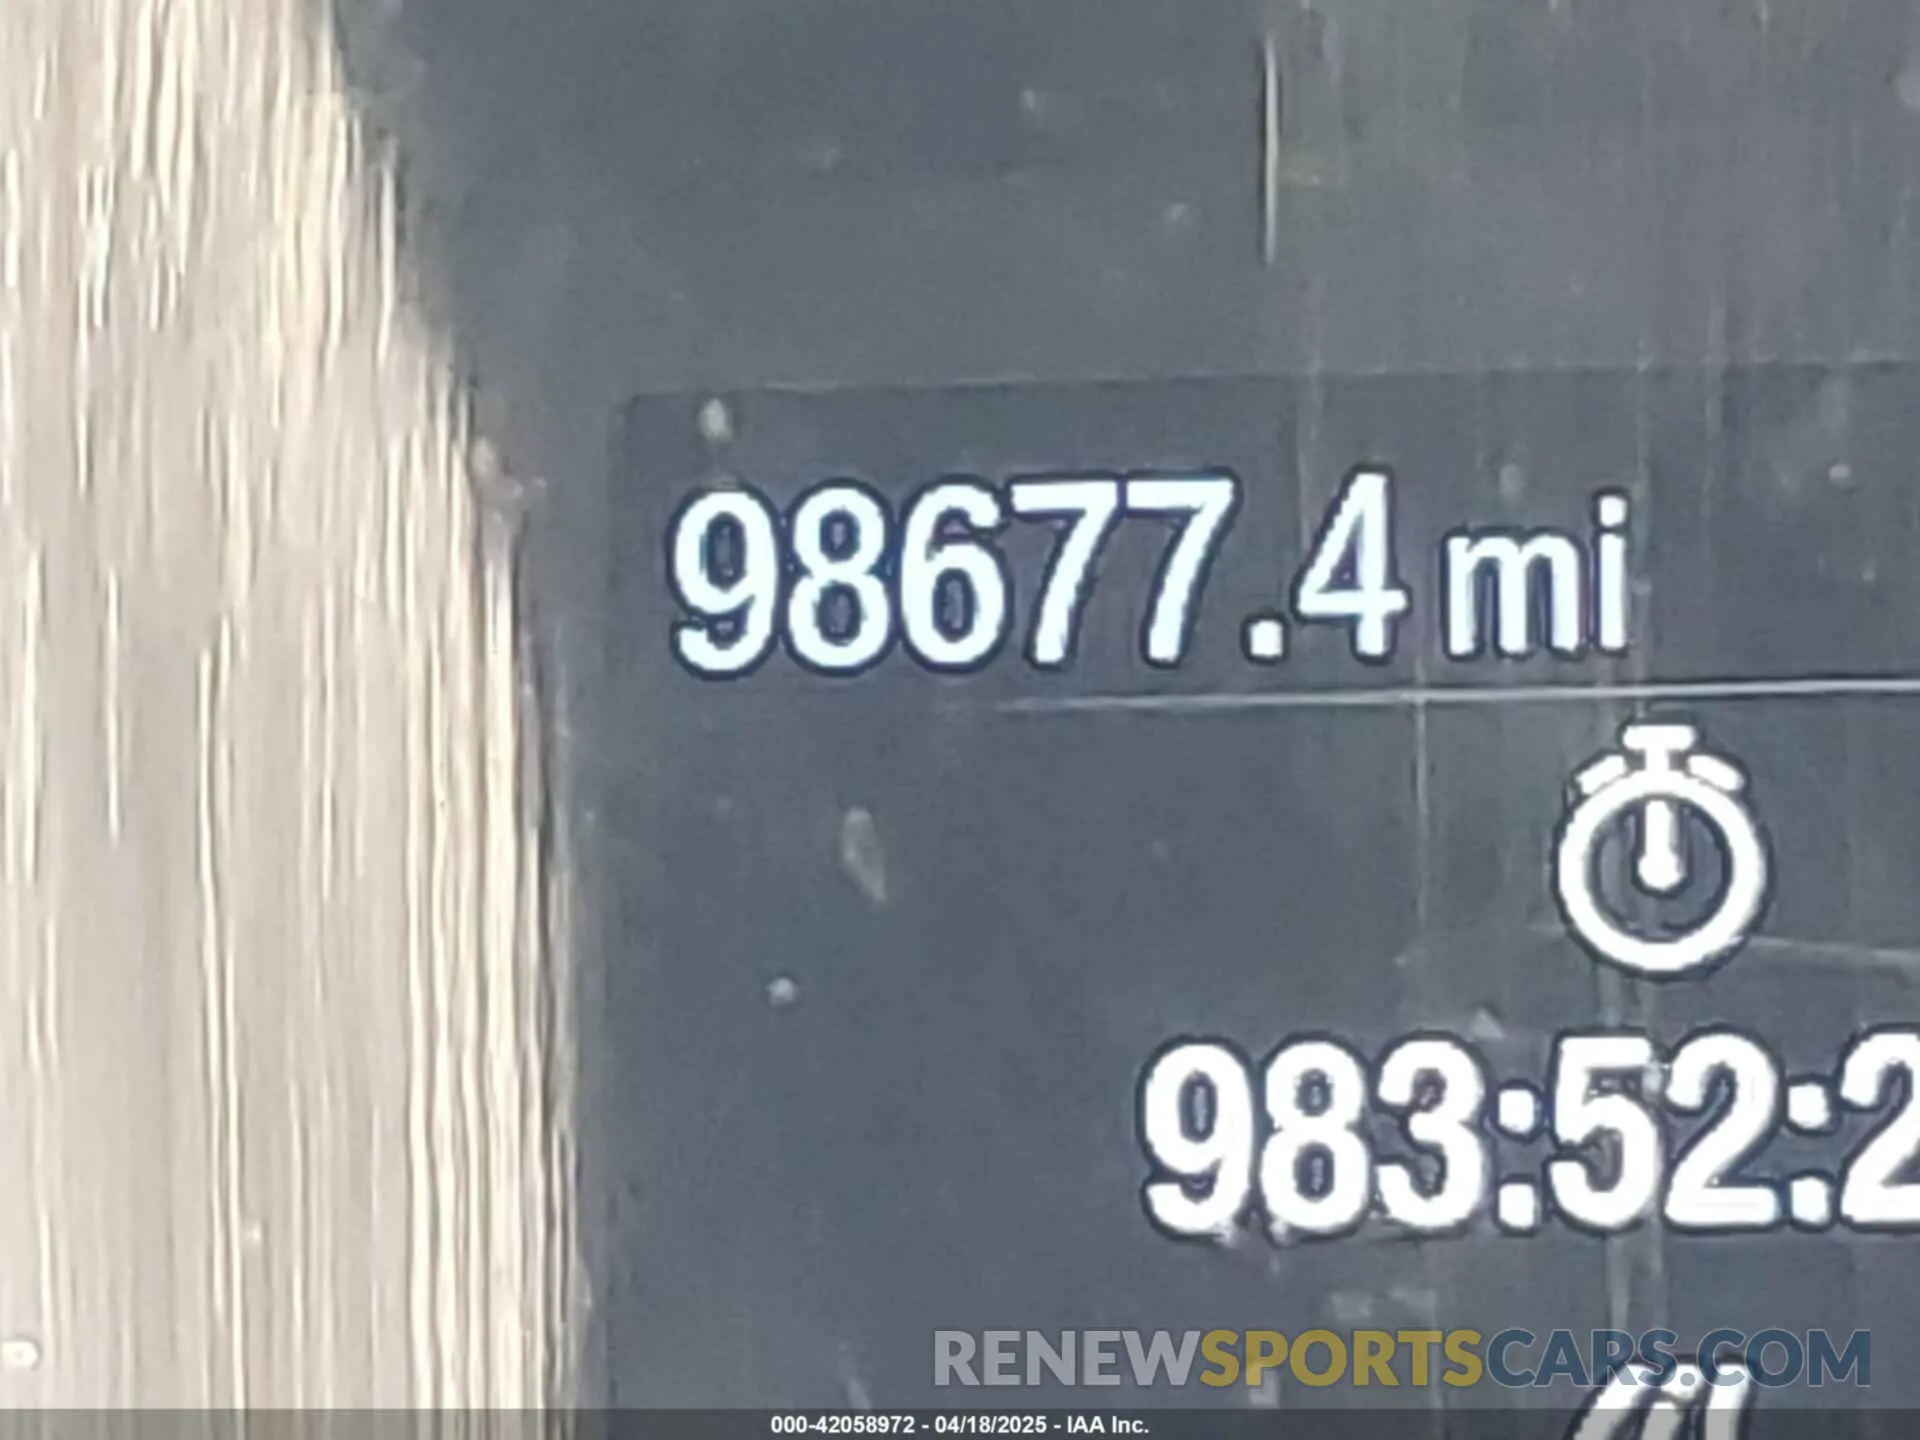 98677.4 mi
983:52:2
RENEWSPORTSCARS.COM
000-42058972 - 04/18/2025 - IAA Inc.